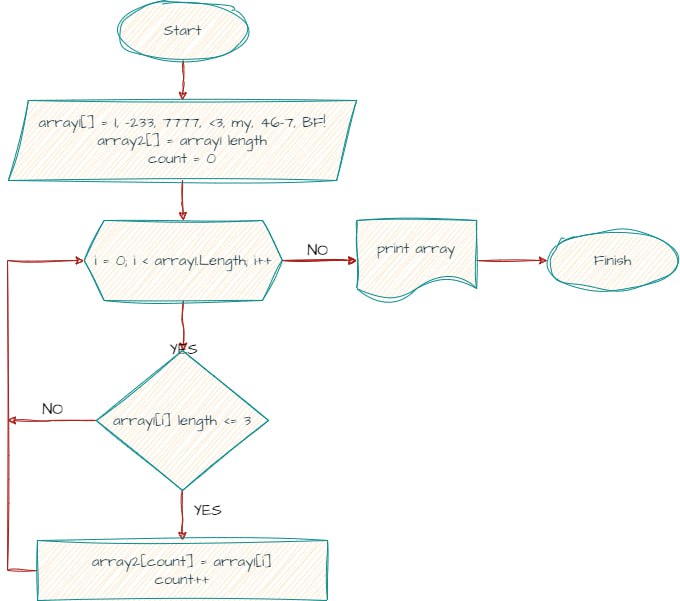 Start
array1[] = 1, -233, 7777, <3, my, 46-7, BF!
array2[] = array1 length
count = 0
i = 0; i < array1.Length; i++
NO
print array
Finish
YES
array1[i] length <= 3
NO
YES
array2[count] = array1[i]
count++